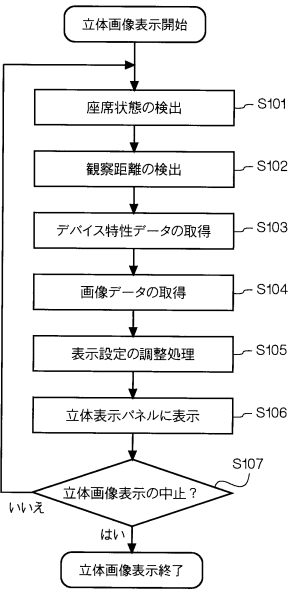 立体画像表示開始
座席状態の検出 S101
観察距離の検出 S102
デバイス特性データの取得 S103
画像データの取得 S104
表示設定の調整処理 S105
立体表示パネルに表示 S106
S107
立体画像表示の中止？
いいえ
はい
立体画像表示終了